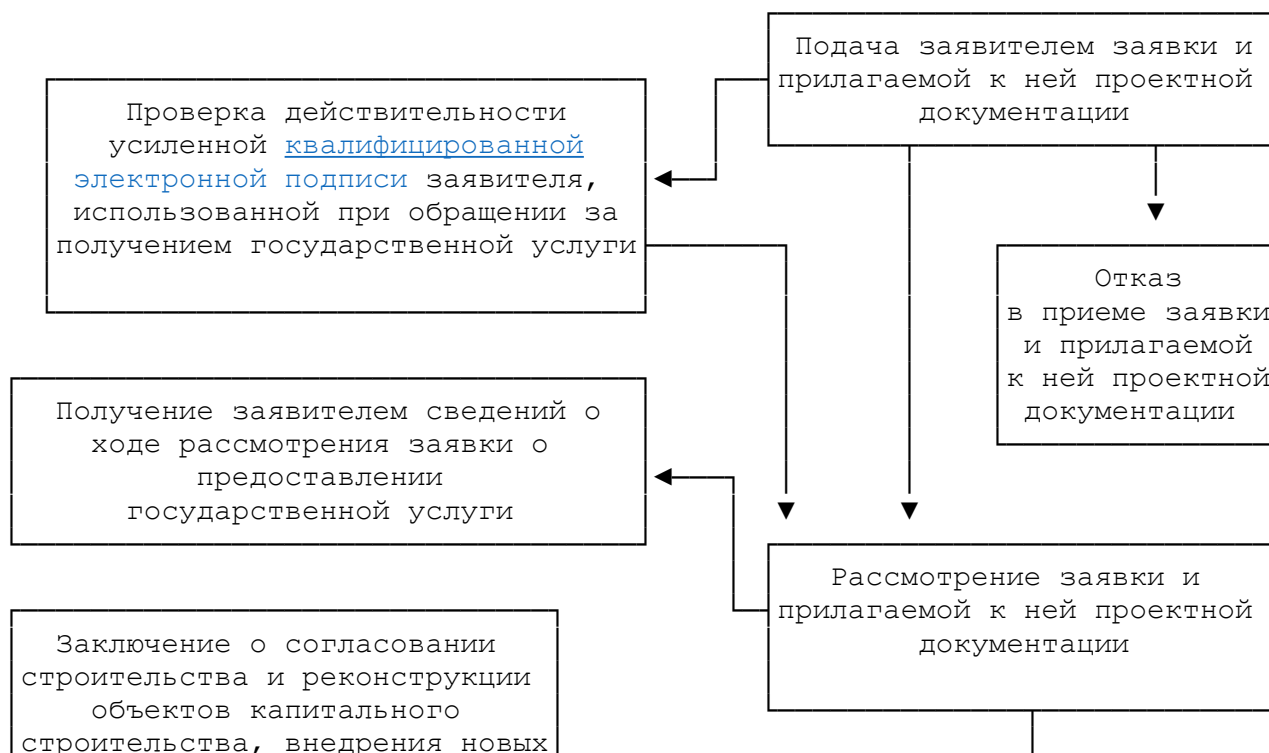 Подача заявителем заявки и
прилагаемой к ней проектной
документации
Проверка действительности
усиленной квалифицированной
электронной подписи заявителя,
использованной при обращении за
получением государственной услуги
Отказ
в приеме заявки
и прилагаемой
к ней проектной
документации
Получение заявителем сведений о
ходе рассмотрения заявки о
предоставлении
государственной услуги
Рассмотрение заявки и
прилагаемой к ней проектной
документации
Заключение о согласовании
строительства и реконструкции
объектов капитального
строительства, внедрения новых